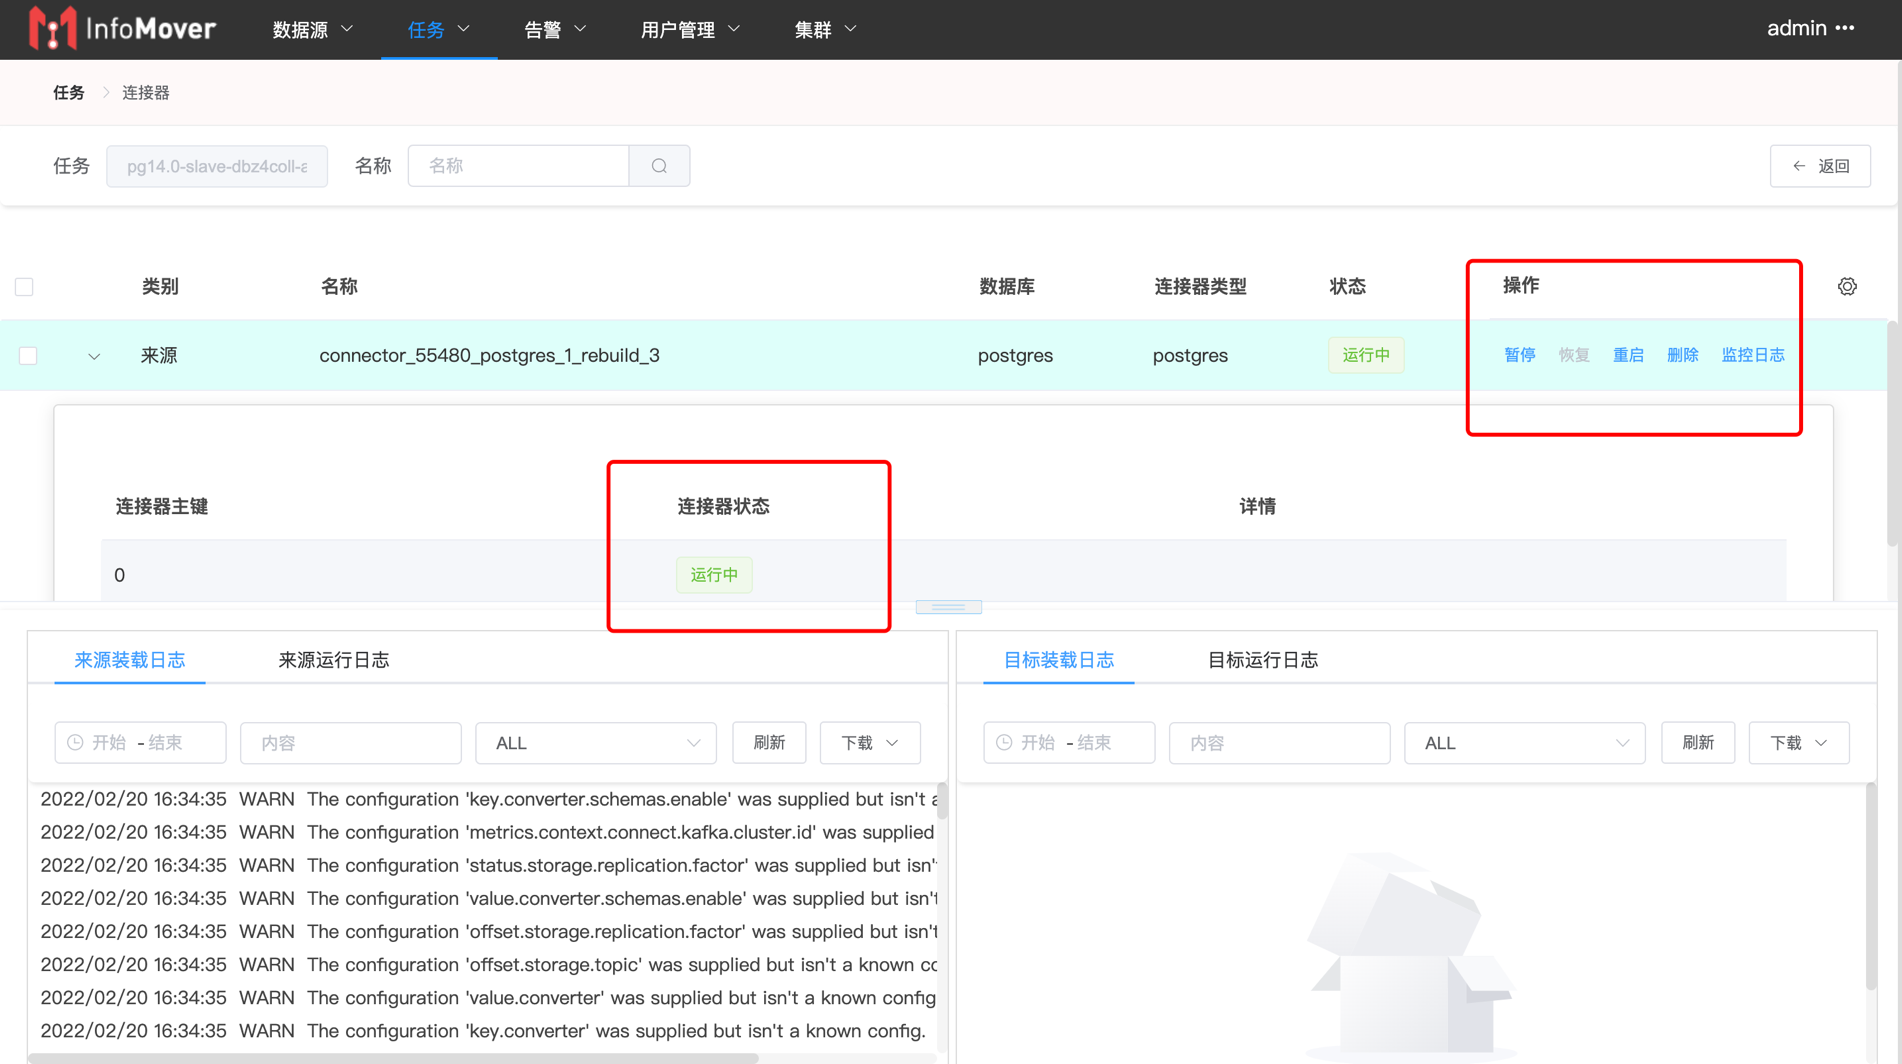 InfoMover 数据源 任务 告警 用户管理 集群 admin •••
任务 > 连接器
任务 pg14.0-slave-dbz4coll-a 名称 名称 ← 返回
类别 名称 数据库 连接器类型 状态 操作
来源 connector_55480_postgres_1_rebuild_3 postgres postgres 运行中 暂停 恢复 重启 删除 监控日志
连接器主键 连接器状态 详情
0 运行中
来源装载日志 来源运行日志
开始 - 结束 内容 ALL 刷新 下载
2022/02/20 16:34:35 WARN The configuration 'key.converter.schemas.enable' was supplied but isn't a
2022/02/20 16:34:35 WARN The configuration 'metrics.context.connect.kafka.cluster.id' was supplied
2022/02/20 16:34:35 WARN The configuration 'status.storage.replication.factor' was supplied but isn't
2022/02/20 16:34:35 WARN The configuration 'value.converter.schemas.enable' was supplied but isn't
2022/02/20 16:34:35 WARN The configuration 'offset.storage.replication.factor' was supplied but isn't
2022/02/20 16:34:35 WARN The configuration 'offset.storage.topic' was supplied but isn't a known co
2022/02/20 16:34:35 WARN The configuration 'value.converter' was supplied but isn't a known config
2022/02/20 16:34:35 WARN The configuration 'key.converter' was supplied but isn't a known config.
目标装载日志 目标运行日志
开始 - 结束 内容 ALL 刷新 下载